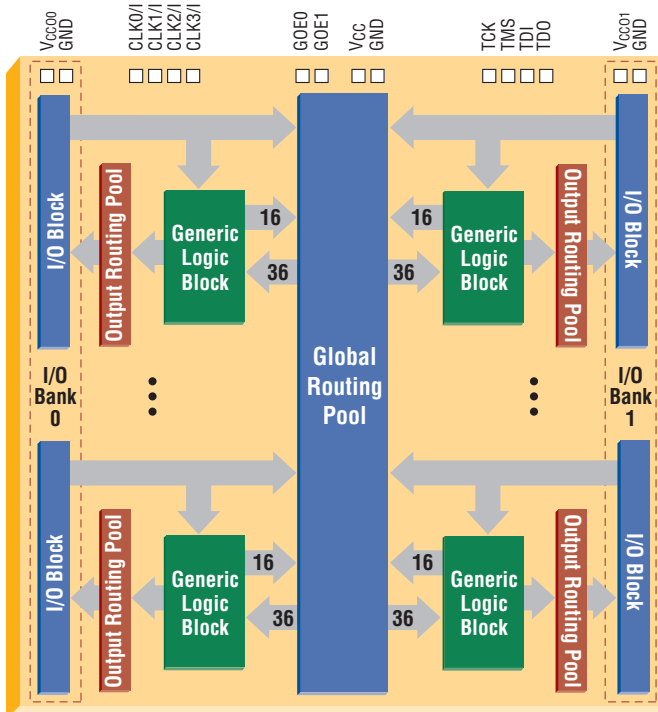 VCCO0
GND
CLK0/I
CLK1/I
CLK2/I
CLK3/I
GOE0
GOE1
VCC
GND
TCK
TMS
TDI
TDO
VCCO1
GND
I/O Block
Output Routing Pool
Generic
Logic
Block
16
36
Global
Routing
Pool
16
36
Generic
Logic
Block
Output Routing Pool
I/O Block
I/O
Bank
0
I/O
Bank
1
I/O Block
Output Routing Pool
Generic
Logic
Block
16
36
16
36
Generic
Logic
Block
Output Routing Pool
I/O Block